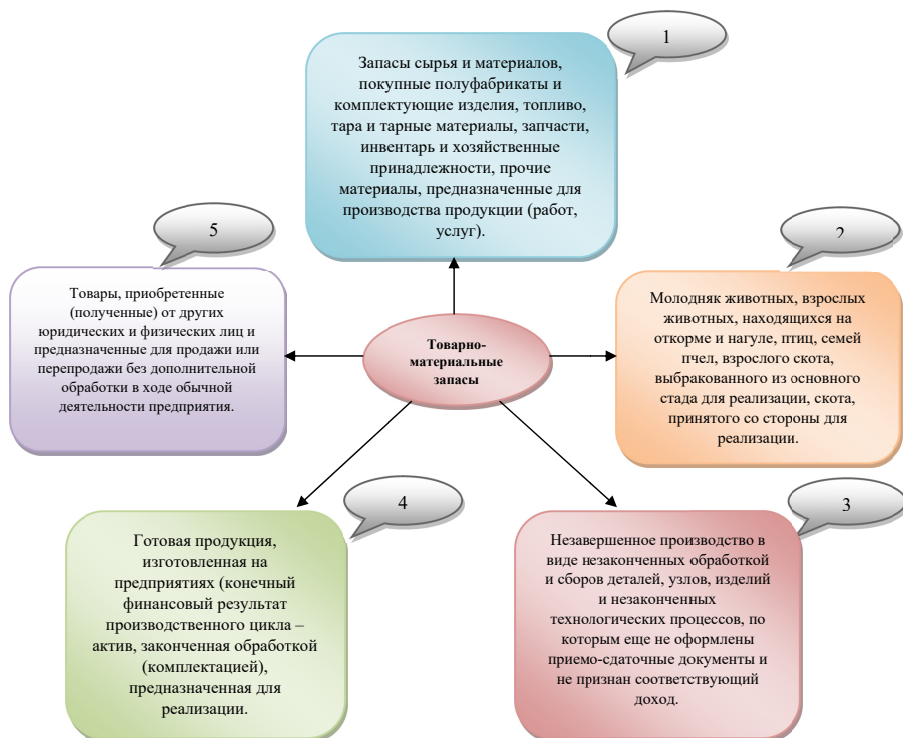 1
Запасы сырья и материалов,
покупные полуфабрикаты и
комплектующие изделия, топливо,
тара и тарные материалы, запчасти,
инвентарь и хозяйственные
принадлежности, прочие
материалы, предназначенные для
производства продукции (работ,
услуг).
2
Молодняк животных, взрослых
животных, находящихся на
откорме и нагуле, птиц, семей
пчел, взрослого скота,
выбракованного из основного
стада для реализации, скота,
принятого со стороны для
реализации.
3
Незавершенное производство в
виде незаконченных обработкой
и сборов деталей, узлов, изделий
и незаконченных
технологических процессов, по
которым еще не оформлены
приемо-сдаточные документы и
не признан соответствующий
доход.
4
Готовая продукция,
изготовленная на
предприятиях (конечный
финансовый результат
производственного цикла –
актив, законченная обработкой
(комплектацией),
предназначенная для
реализации.
5
Товары, приобретенные
(полученные) от других
юридических и физических лиц и
предназначенные для продажи или
перепродажи без дополнительной
обработки в ходе обычной
деятельности предприятия.
Товарно-
материальные
запасы